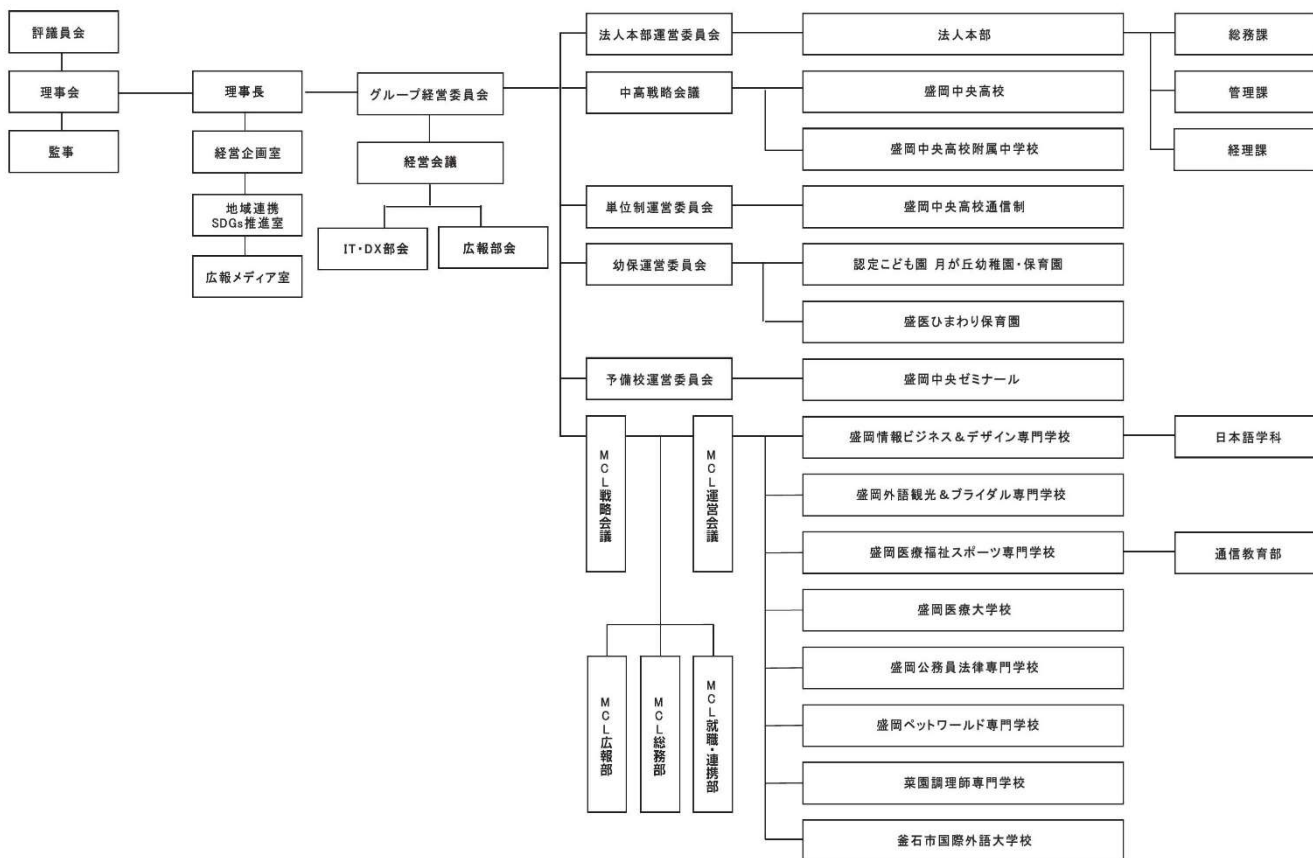 評議員会
理事会
監事
理事長
経営企画室
地域連携
SDGs推進室
広報メディア室
グループ経営委員会
経営会議
IT・DX部会
広報部会
法人本部運営委員会
法人本部
総務課
管理課
経理課
中高戦略会議
盛岡中央高校
盛岡中央高校附属中学校
単位制運営委員会
盛岡中央高校通信制
幼保運営委員会
認定こども園 月が丘幼稚園・保育園
盛医ひまわり保育園
予備校運営委員会
盛岡中央ゼミナール
MCL戦略会議
MCL運営会議
MCL広報部
MCL総務部
MCL就職・連携部
盛岡情報ビジネス＆デザイン専門学校
日本語学科
盛岡外語観光＆ブライダル専門学校
盛岡医療福祉スポーツ専門学校
通信教育部
盛岡医療大学校
盛岡公務員法律専門学校
盛岡ペットワールド専門学校
菜園調理師専門学校
釜石市国際外語大学校